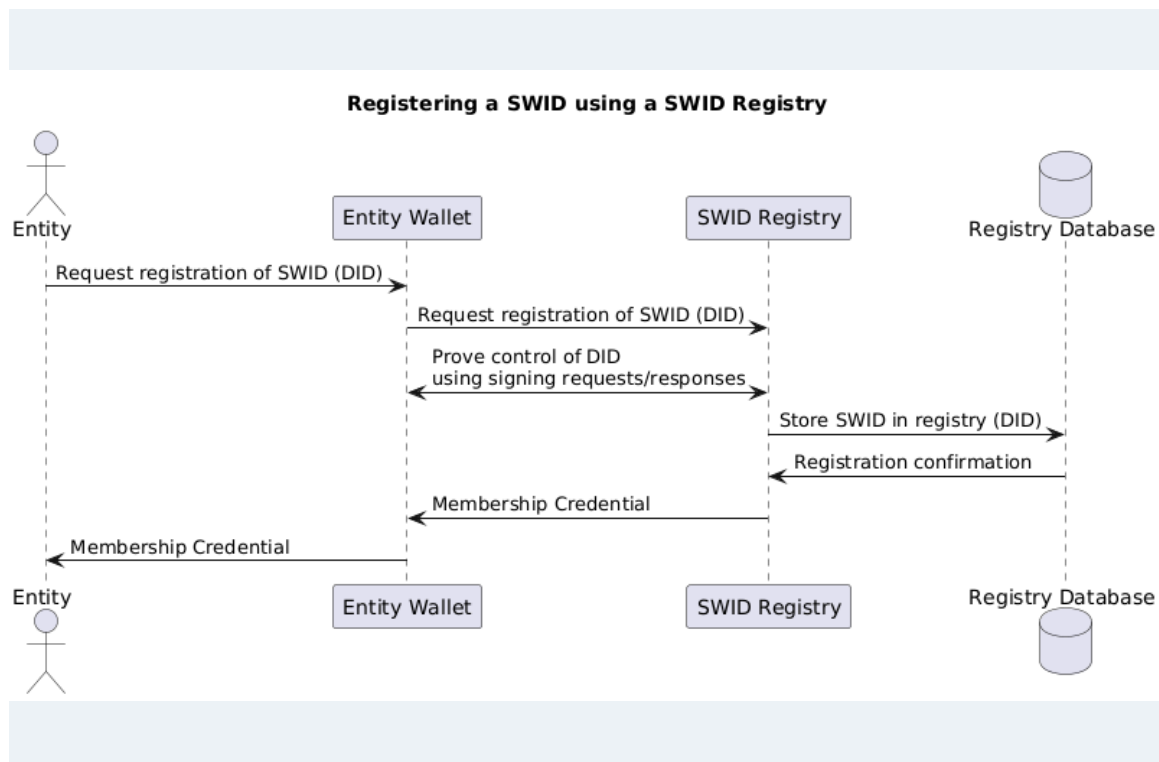 Registering a SWID using a SWID Registry
Entity
Entity Wallet
SWID Registry
Registry Database
Request registration of SWID (DID)
Request registration of SWID (DID)
Prove control of DID
using signing requests/responses
Store SWID in registry (DID)
Registration confirmation
Membership Credential
Membership Credential
Entity
Entity Wallet
SWID Registry
Registry Database